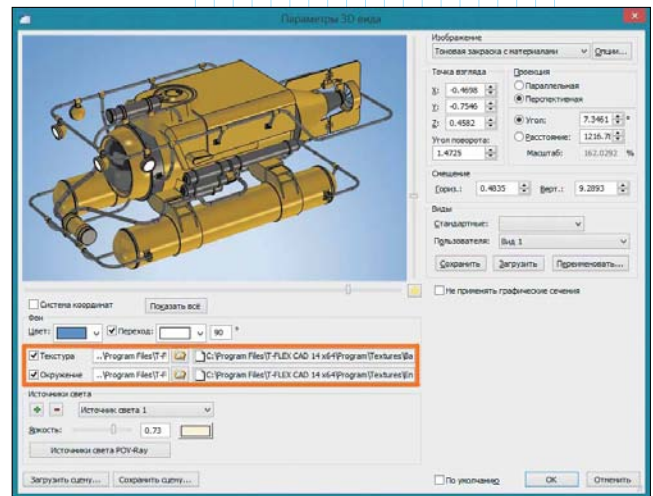 Параметры 3D вида
Изображение
Тоновая закраска с материалами
Опции...
Точка взгляда
X: -0.4698
Y: -0.7546
Z: 0.4582
Угол поворота:
1.4725
Проекция
Параллельная
Перспективная
Угол: 7.3461 °
Расстояние: 1216.7
Масштаб: 162.0292 %
Смещение
Гориз.: 0.4835 Верт.: 9.2893
Виды
Стандартные:
Пользователя: Вид 1
Сохранить Загрузить Переименовать...
Не применять графические сечения
Система координат Показать всё
Фон
Цвет: Переход: 90 °
Текстура ..\Program Files\T-F C:\Program Files\T-FLEX CAD 14 x64\Program\Textures\Ba
Окружение ..\Program Files\T-F C:\Program Files\T-FLEX CAD 14 x64\Program\Textures\En
Источники света
Источник света 1
Яркость: 0.73
Источники света POV-Ray
Загрузить сцену... Сохранить сцену...
По умолчанию OK Отменить